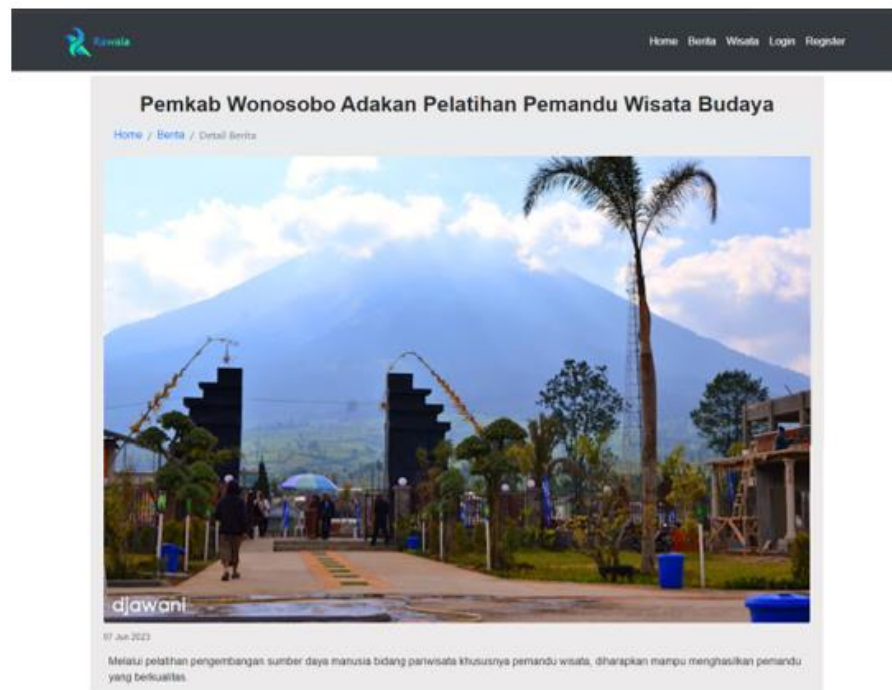 Rawala
Home Berita Wisata Login Register
Pemkab Wonosobo Adakan Pelatihan Pemandu Wisata Budaya
Home / Berita / Detail Berita
djawani
07 Jun 2023
Melalui pelatihan pengembangan sumber daya manusia bidang pariwisata khususnya pemandu wisata, diharapkan mampu menghasilkan pemandu
yang berkualitas.